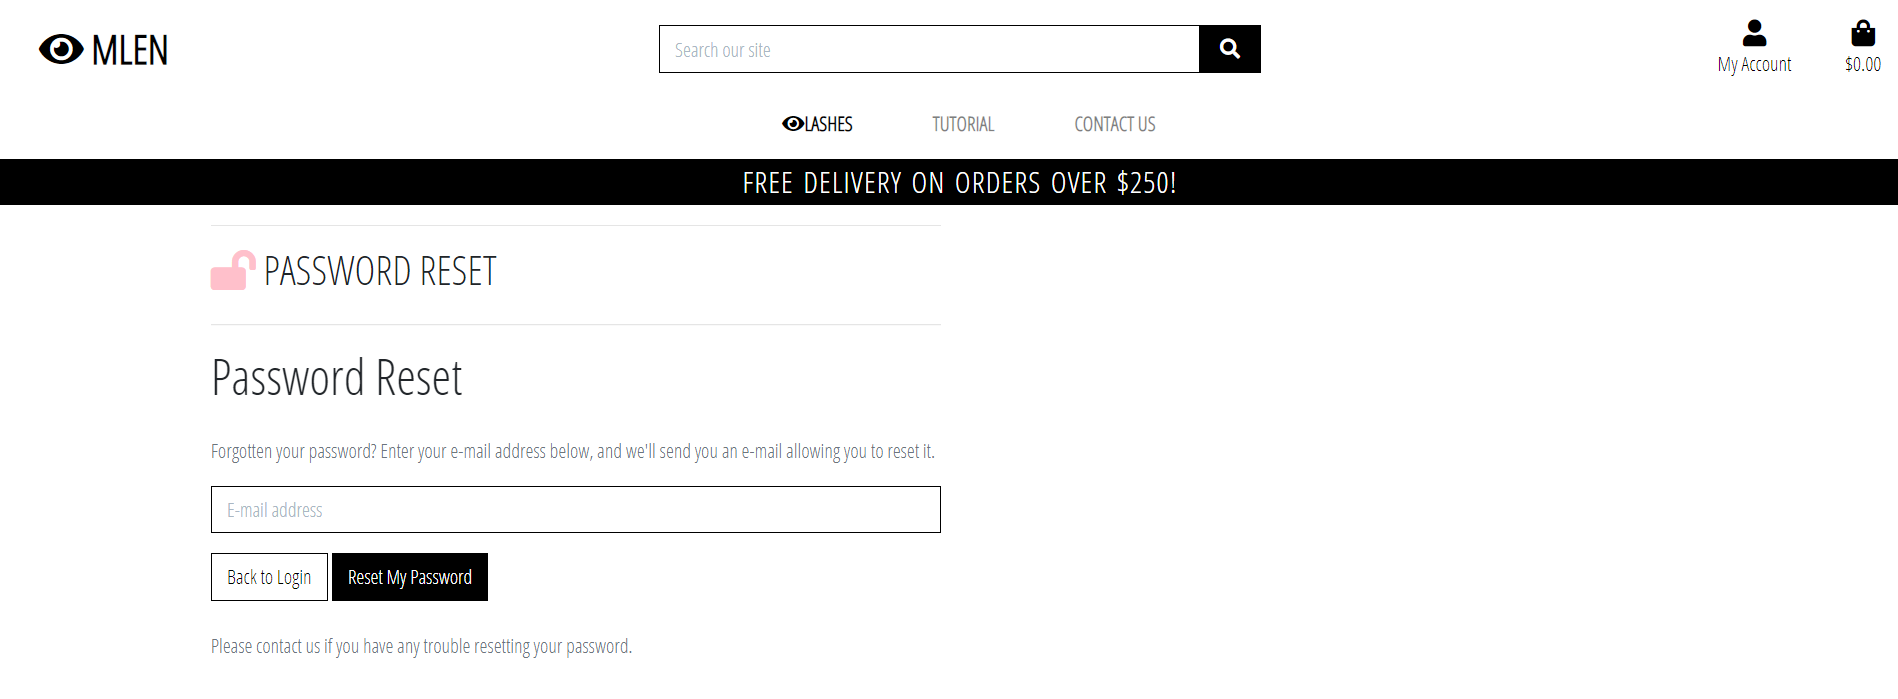 MLEN
Search our site
My Account
$0.00
LASHES
TUTORIAL
CONTACT US
FREE DELIVERY ON ORDERS OVER $250!
PASSWORD RESET
Password Reset
Forgotten your password? Enter your e-mail address below, and we'll send you an e-mail allowing you to reset it.
E-mail address
Back to Login
Reset My Password
Please contact us if you have any trouble resetting your password.